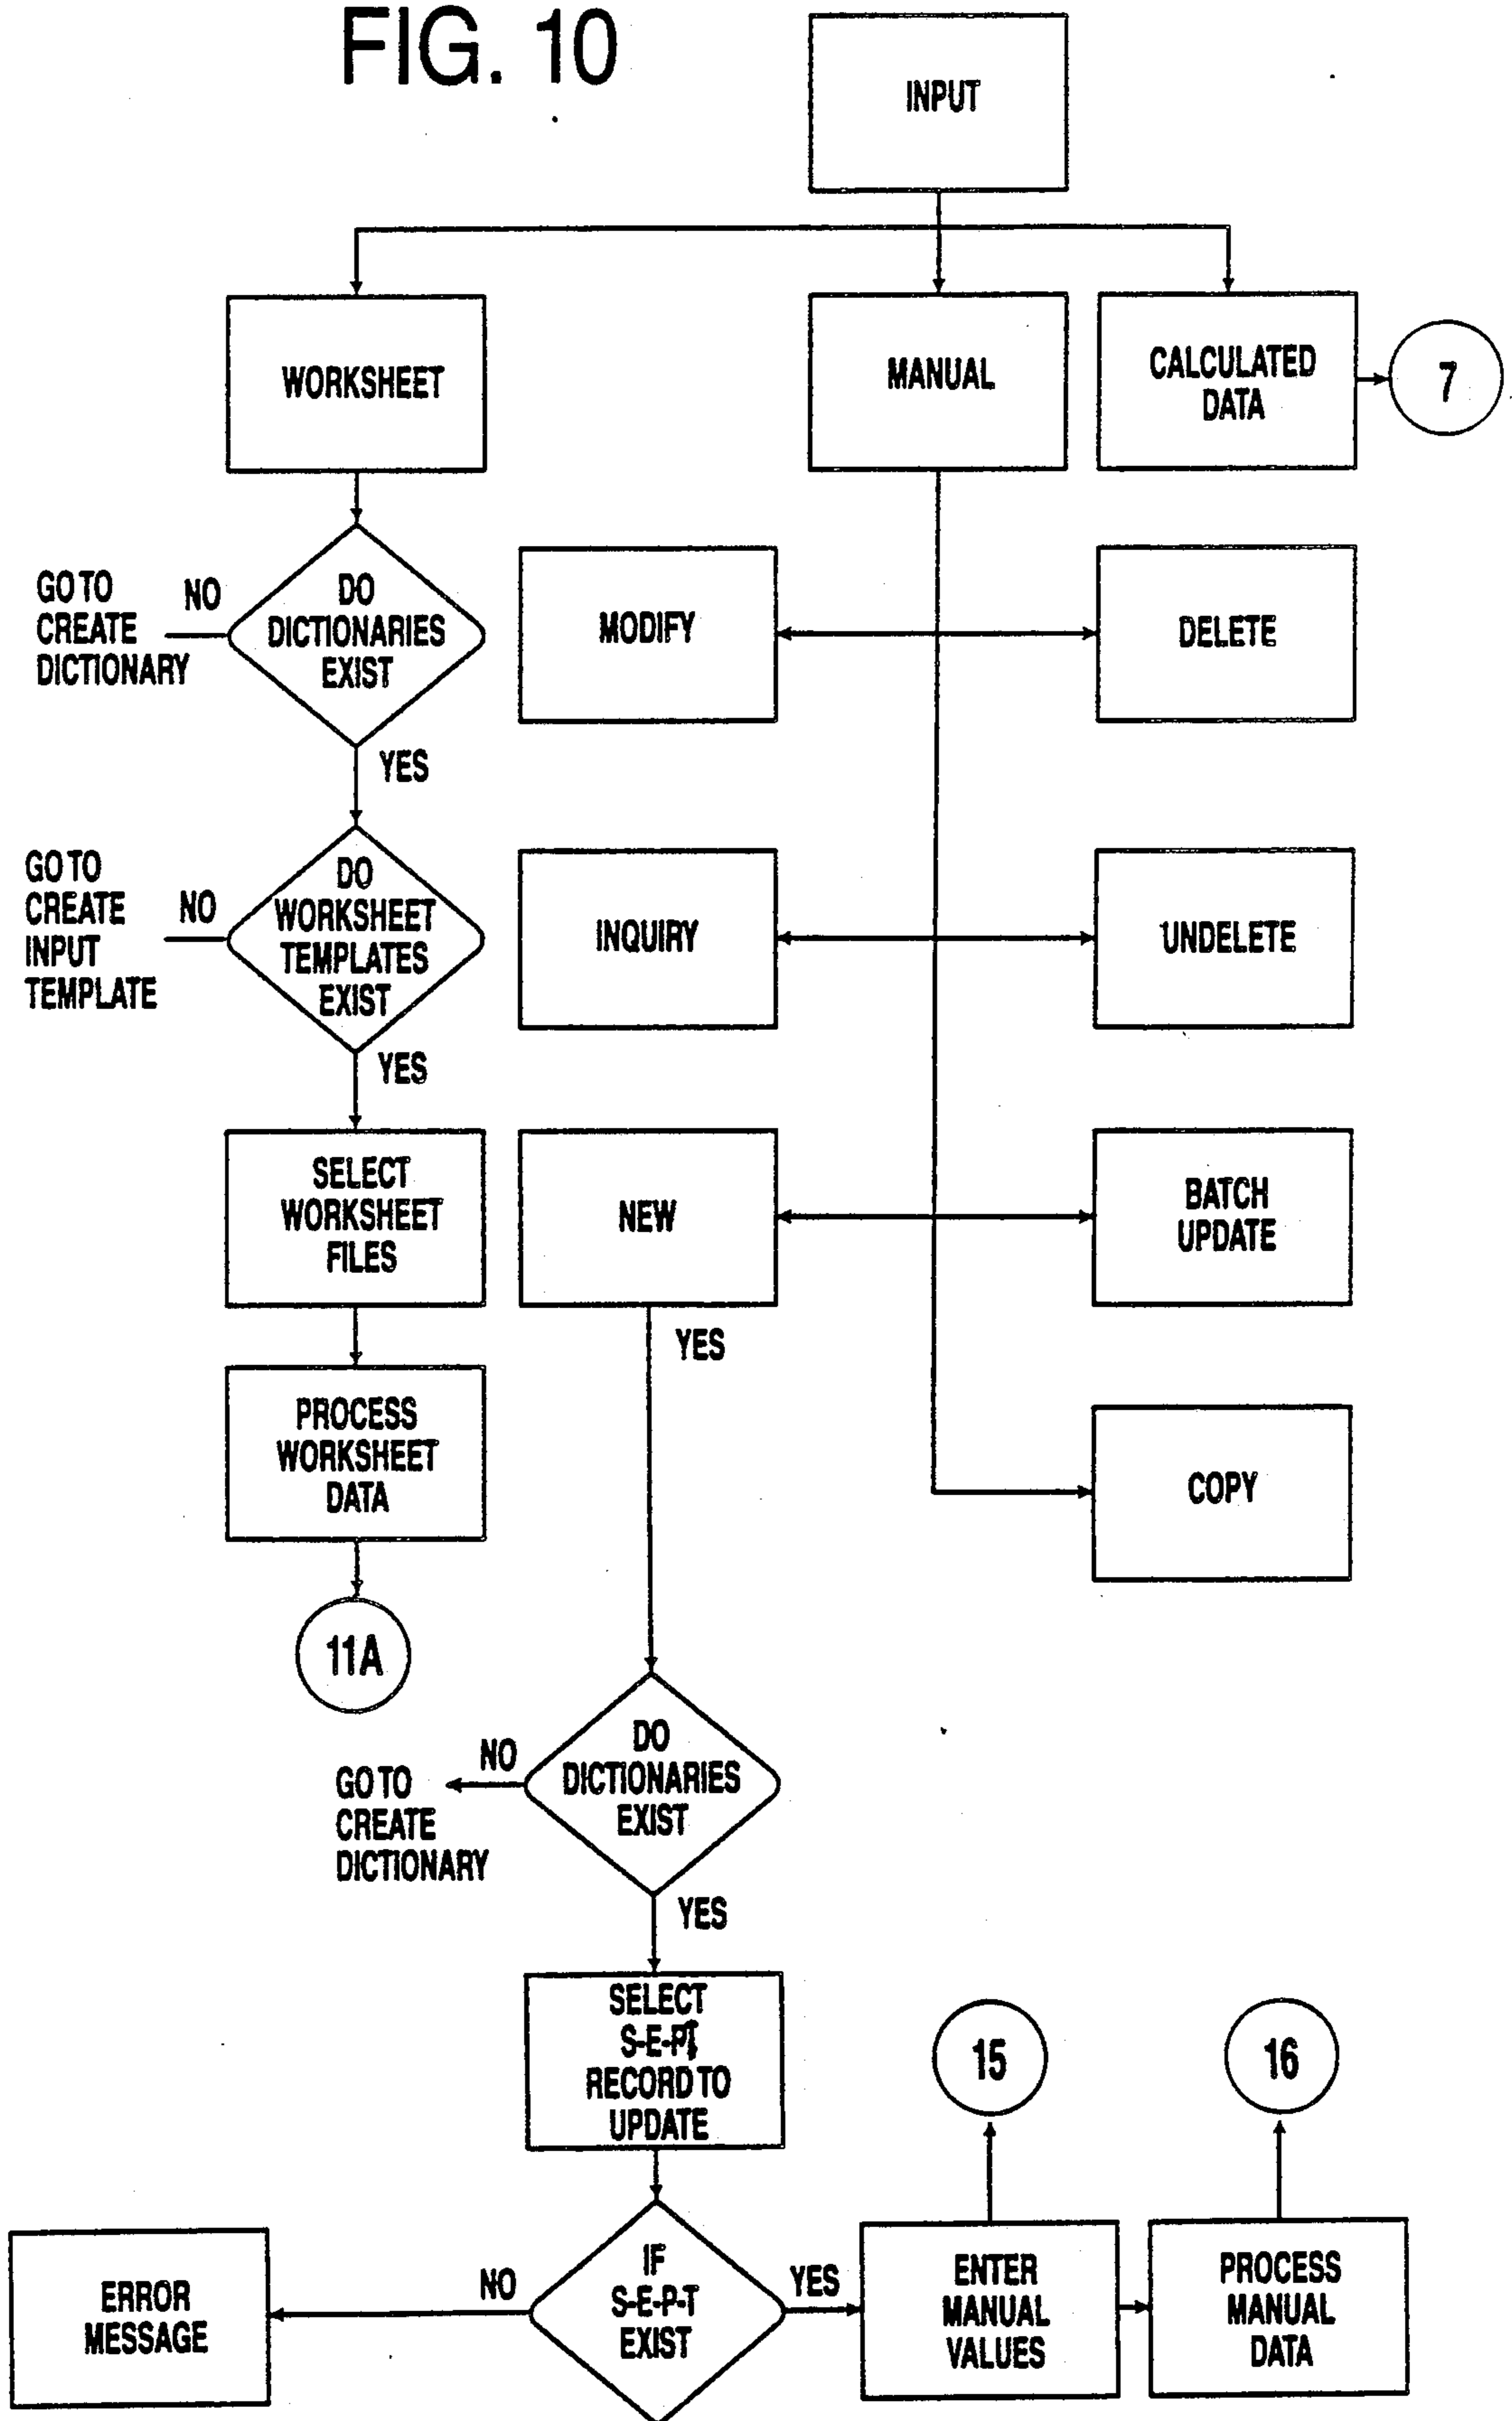 FIG. 10
INPUT
WORKSHEET
MANUAL
CALCULATED
DATA
7
GO TO
CREATE
DICTIONARY
NO
DO
DICTIONARIES
EXIST
YES
MODIFY
DELETE
GO TO
CREATE
INPUT
TEMPLATE
NO
DO
WORKSHEET
TEMPLATES
EXIST
YES
INQUIRY
UNDELETE
SELECT
WORKSHEET
FILES
NEW
YES
BATCH
UPDATE
PROCESS
WORKSHEET
DATA
COPY
11A
DO
DICTIONARIES
EXIST
NO
GO TO
CREATE
DICTIONARY
YES
SELECT
RECORD TO
UPDATE
15
16
IF
S-E-P-T
EXIST
NO
ERROR
MESSAGE
YES
ENTER
MANUAL
VALUES
PROCESS
MANUAL
DATA